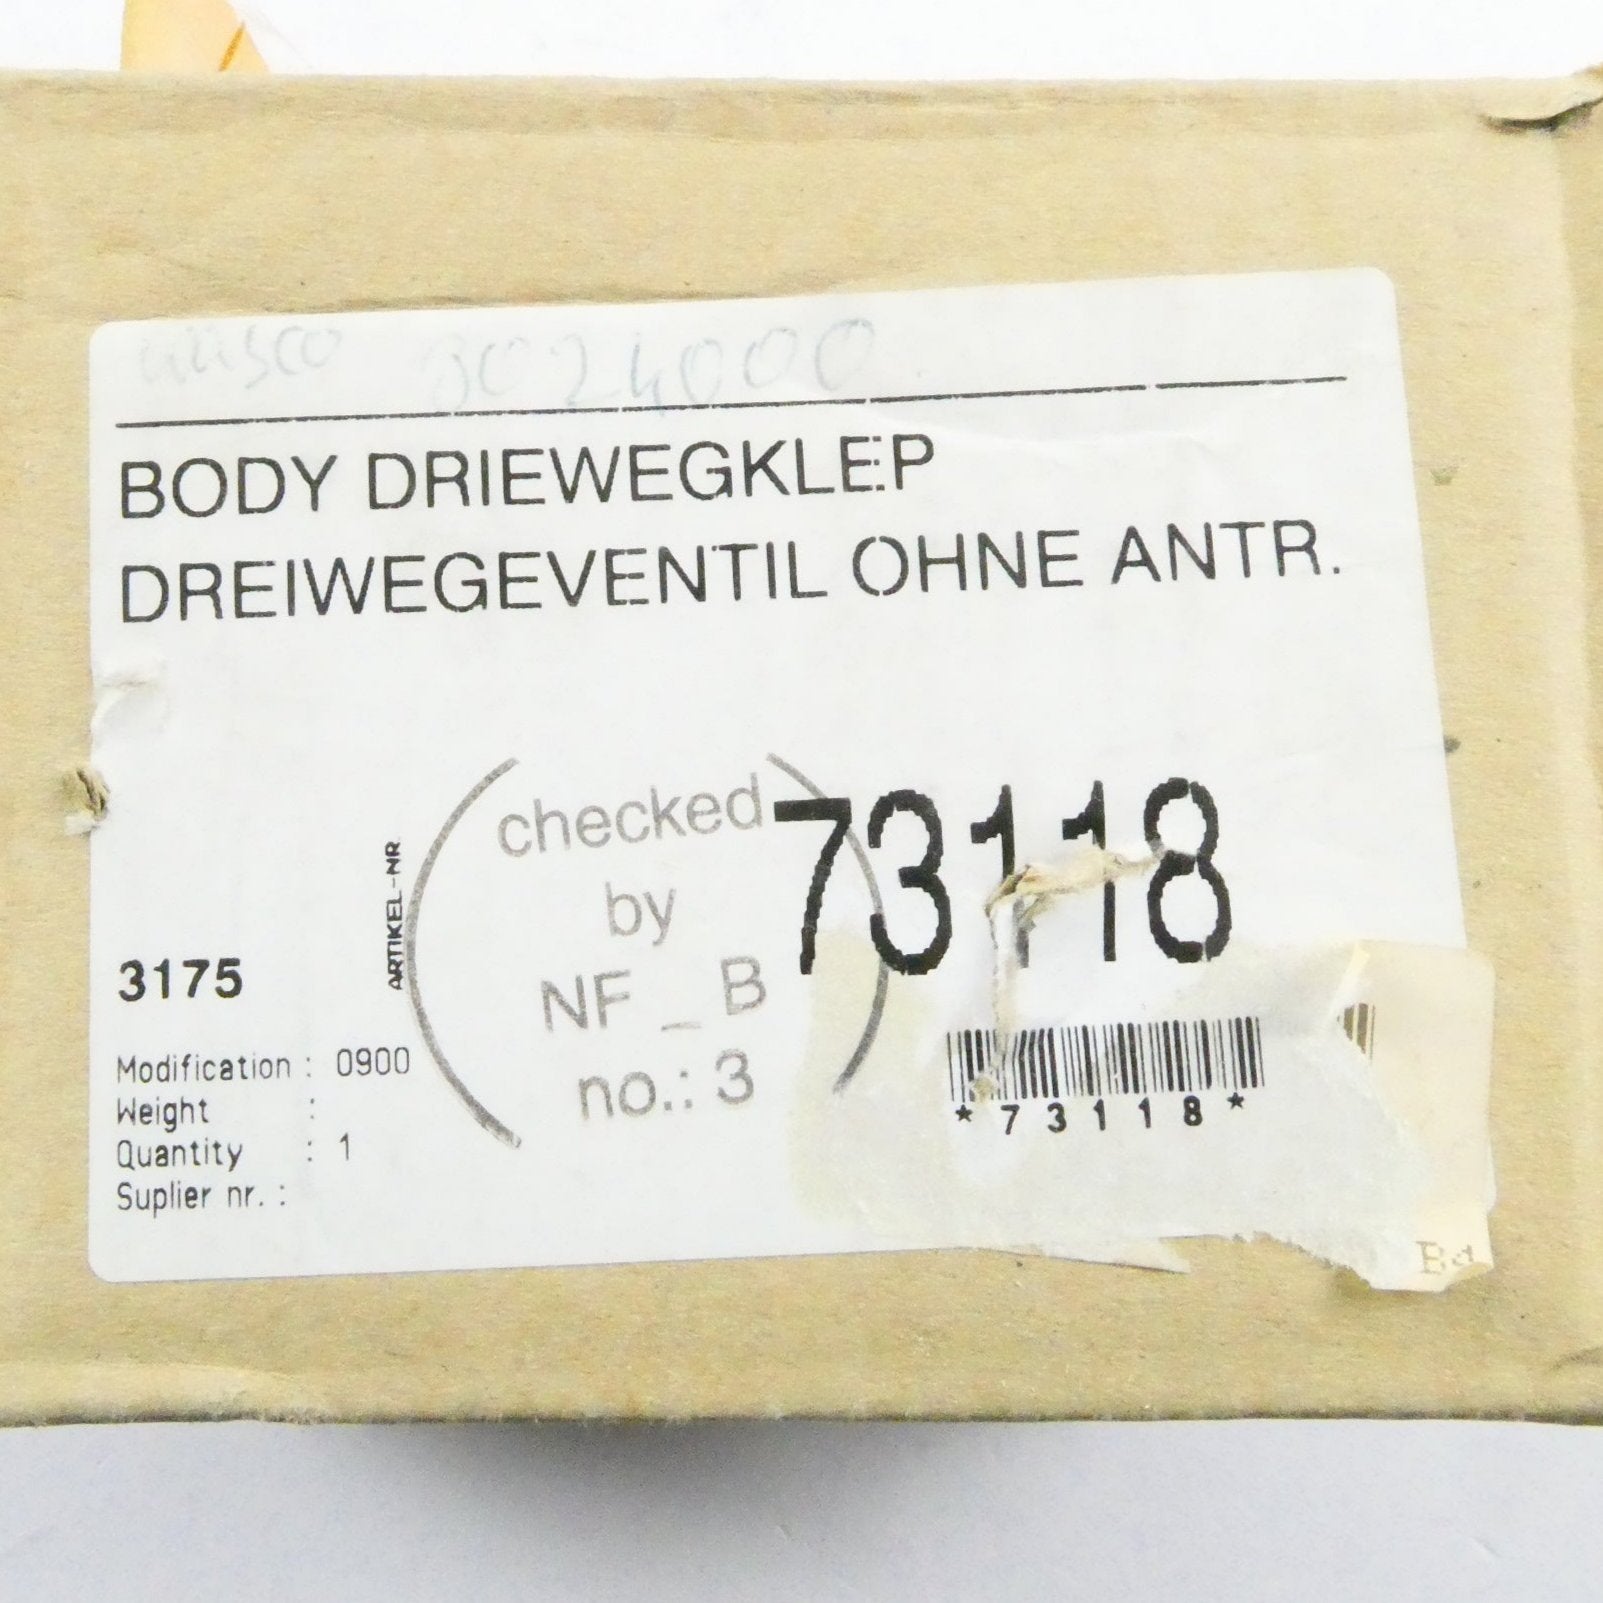 3024000
BODY DRIEWEGKLEP
DREIWEGEVENTIL OHNE ANTR.
checked
by
NF _ B
no.: 3
ARTIKEL-NR.
73118
3175
*73118*
Modification : 0900
Weight :
Quantity : 1
Suplier nr. :